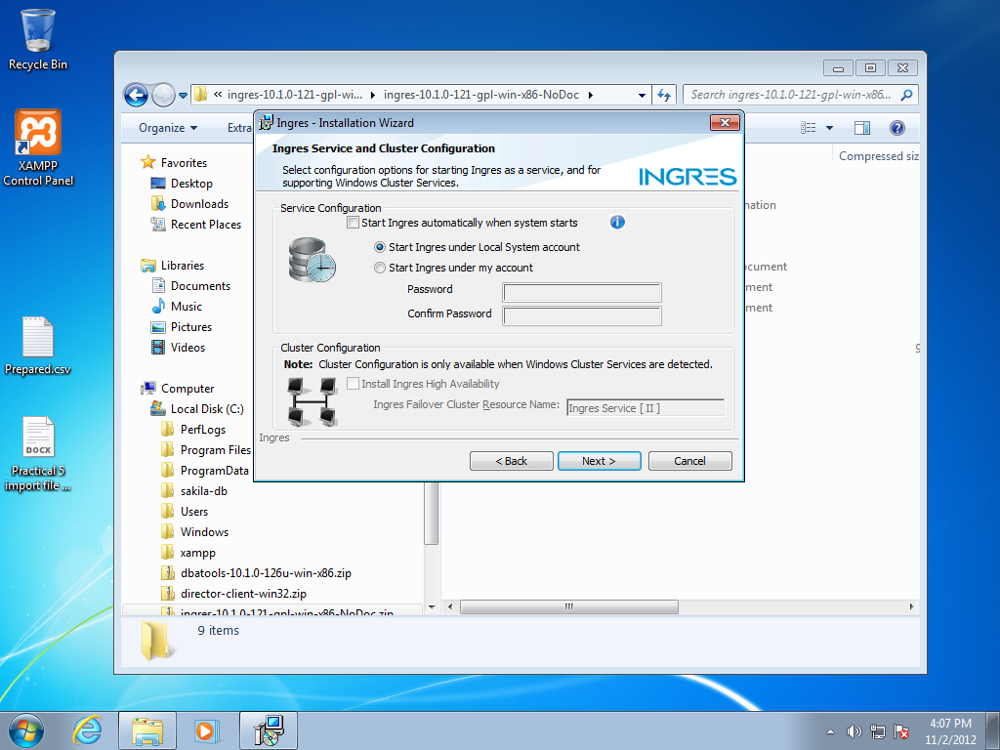 Recycle Bin
XAMPP
Control Panel
Prepared.csv
DOCX
Practical 5
import file ...
« ingres-10.1.0-121-gpl-wi... ▸ ingres-10.1.0-121-gpl-win-x86-NoDoc ▸
Search ingres-10.1.0-121-gpl-win-x86...
Organize
Extra
Compressed siz
Favorites
Desktop
Downloads
Recent Places
Libraries
Documents
Music
Pictures
Videos
Computer
Local Disk (C:)
PerfLogs
Program Files
ProgramData
sakila-db
Users
Windows
xampp
dbatools-10.1.0-126u-win-x86.zip
director-client-win32.zip
ingres-10.1.0-121-gpl-win-x86-NoDoc.zip
mation
ocument
ment
ment
9
9 items
Ingres - Installation Wizard
Ingres Service and Cluster Configuration
Select configuration options for starting Ingres as a service, and for
supporting Windows Cluster Services.
INGRES
Service Configuration
Start Ingres automatically when system starts
Start Ingres under Local System account
Start Ingres under my account
Password
Confirm Password
Cluster Configuration
Note: Cluster Configuration is only available when Windows Cluster Services are detected.
Install Ingres High Availability
Ingres Failover Cluster Resource Name:
Ingres Service [ II ]
Ingres
< Back
Next >
Cancel
4:07 PM
11/2/2012